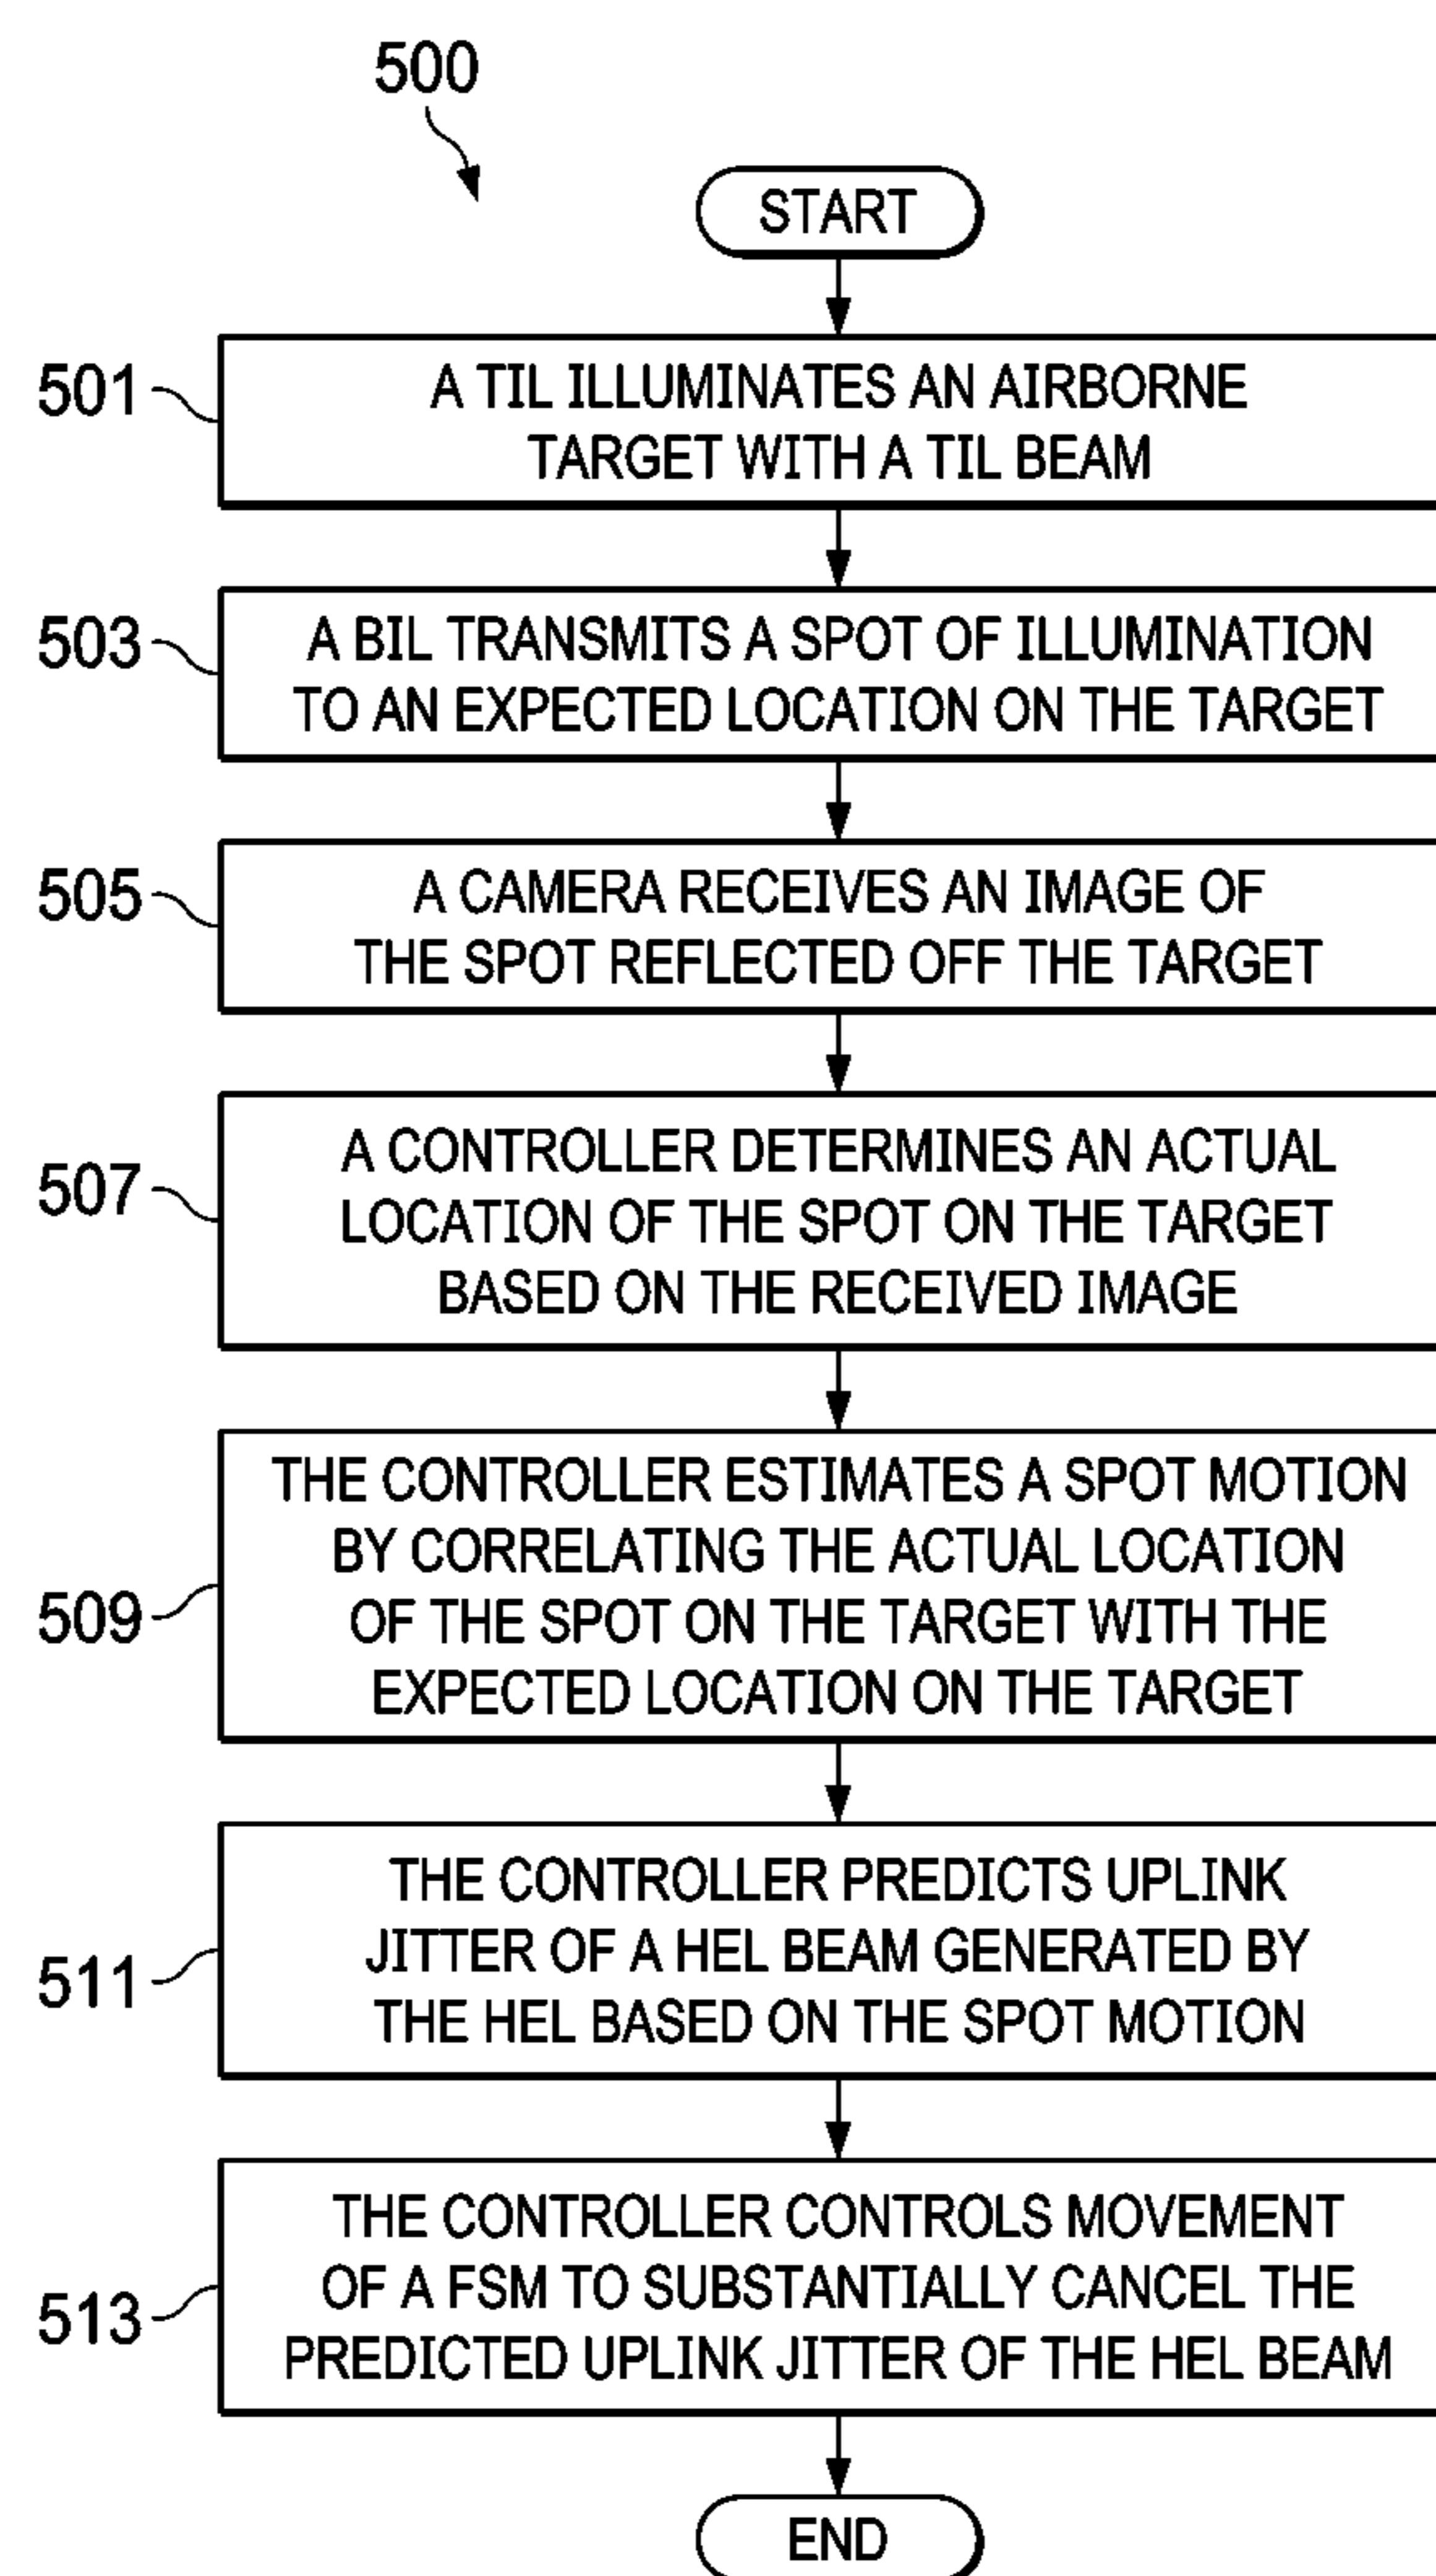 500
START
501
A TIL ILLUMINATES AN AIRBORNE
TARGET WITH A TIL BEAM
503
A BIL TRANSMITS A SPOT OF ILLUMINATION
TO AN EXPECTED LOCATION ON THE TARGET
505
A CAMERA RECEIVES AN IMAGE OF
THE SPOT REFLECTED OFF THE TARGET
507
A CONTROLLER DETERMINES AN ACTUAL
LOCATION OF THE SPOT ON THE TARGET
BASED ON THE RECEIVED IMAGE
509
THE CONTROLLER ESTIMATES A SPOT MOTION
BY CORRELATING THE ACTUAL LOCATION
OF THE SPOT ON THE TARGET WITH THE
EXPECTED LOCATION ON THE TARGET
511
THE CONTROLLER PREDICTS UPLINK
JITTER OF A HEL BEAM GENERATED BY
THE HEL BASED ON THE SPOT MOTION
513
THE CONTROLLER CONTROLS MOVEMENT
OF A FSM TO SUBSTANTIALLY CANCEL THE
PREDICTED UPLINK JITTER OF THE HEL BEAM
END